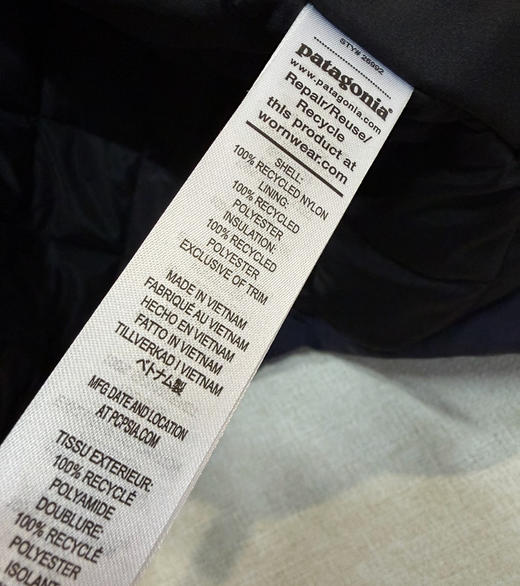 STY# 26992
patagonia®
www.patagonia.com
Repair/Reuse/
Recycle
this product at
wornwear.com
SHELL:
100% RECYCLED NYLON
LINING:
100% RECYCLED
POLYESTER
INSULATION:
100% RECYCLED
POLYESTER
EXCLUSIVE OF TRIM
MADE IN VIETNAM
FABRIQUÉ AU VIETNAM
HECHO EN VIETNAM
FATTO IN VIETNAM
TILLVERKAD I VIETNAM
ベトナム製
MFG DATE AND LOCATION
AT PCPSIA.COM
TISSU EXTERIEUR:
100% RECYCLÉ
POLYAMIDE
DOUBLURE:
100% RECYCLÉ
POLYESTER
ISOLANT